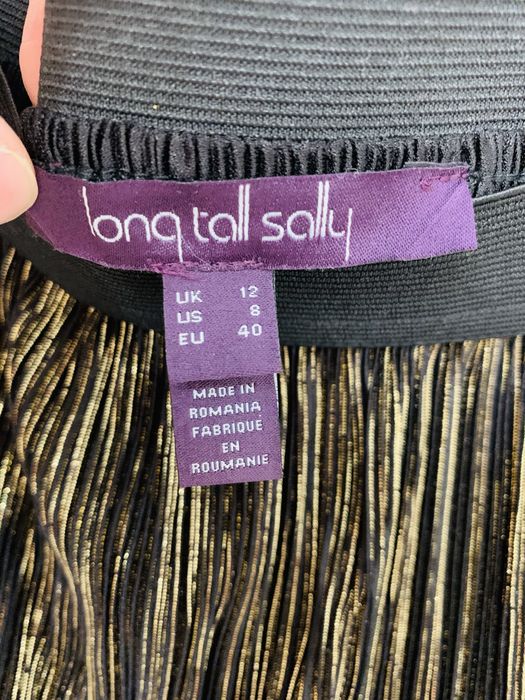 long tall sally
UK 12
US 8
EU 40
MADE IN
ROMANIA
FABRIQUE
EN
ROUMANIE